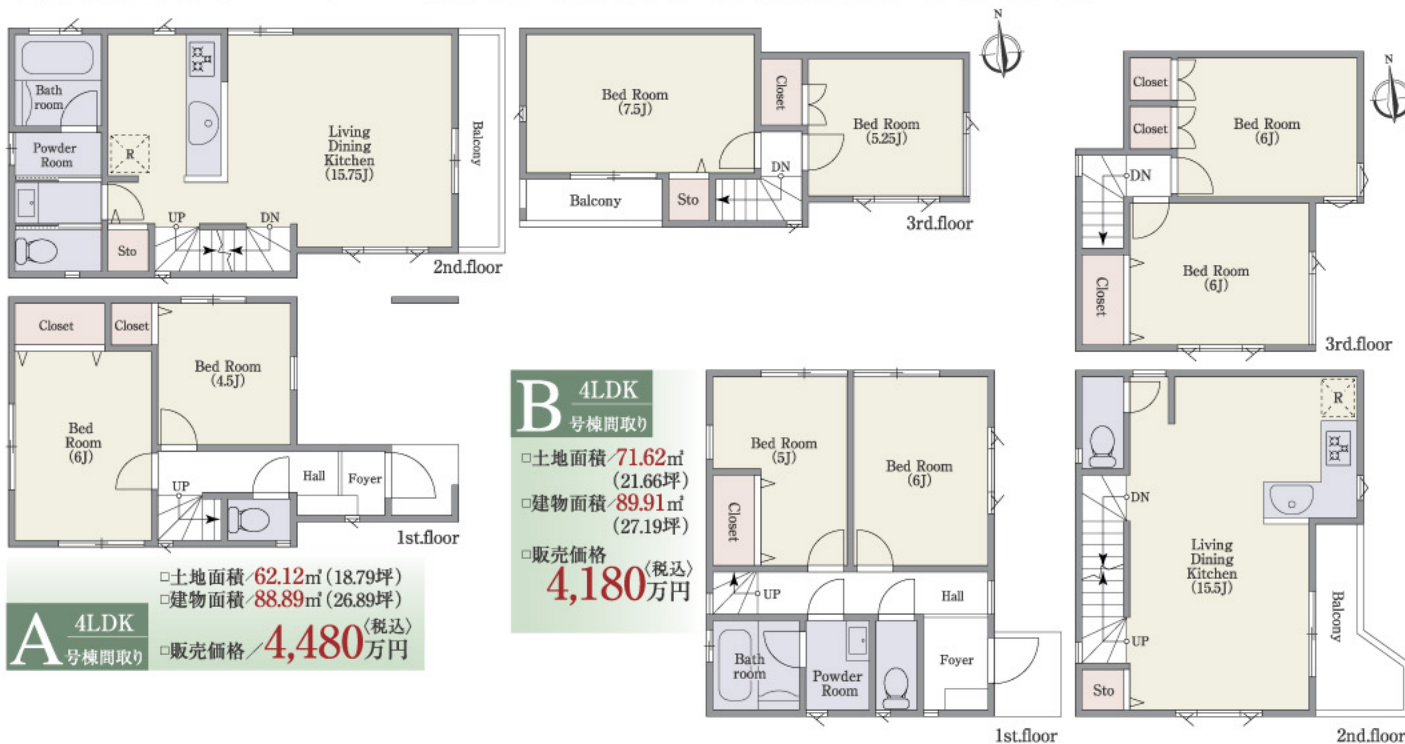 Bath
room
Powder
Room
R
Living
Dining
Kitchen
(15.75J)
Balcony
UP
DN
Sto
2nd.floor
Bed Room
(7.5J)
Closet
Bed Room
(5.25J)
DN
Balcony
Sto
3rd.floor
N
Closet
Closet
Bed Room
(6J)
DN
Bed Room
(6J)
Closet
3rd.floor
N
Closet
Closet
Bed Room
(4.5J)
Bed
Room
(6J)
UP
Hall
Foyer
1st.floor
A
4LDK
号棟間取り
□土地面積/62.12㎡(18.79坪)
□建物面積/88.89㎡(26.89坪)
□販売価格/4,480万円〈税込〉
B
4LDK
号棟間取り
□土地面積/71.62㎡
(21.66坪)
□建物面積/89.91㎡
(27.19坪)
□販売価格
4,180万円〈税込〉
Bed Room
(5J)
Bed Room
(6J)
Closet
UP
Hall
Bath
room
Powder
Room
Foyer
1st.floor
R
DN
Living
Dining
Kitchen
(15.5J)
UP
Balcony
Sto
2nd.floor